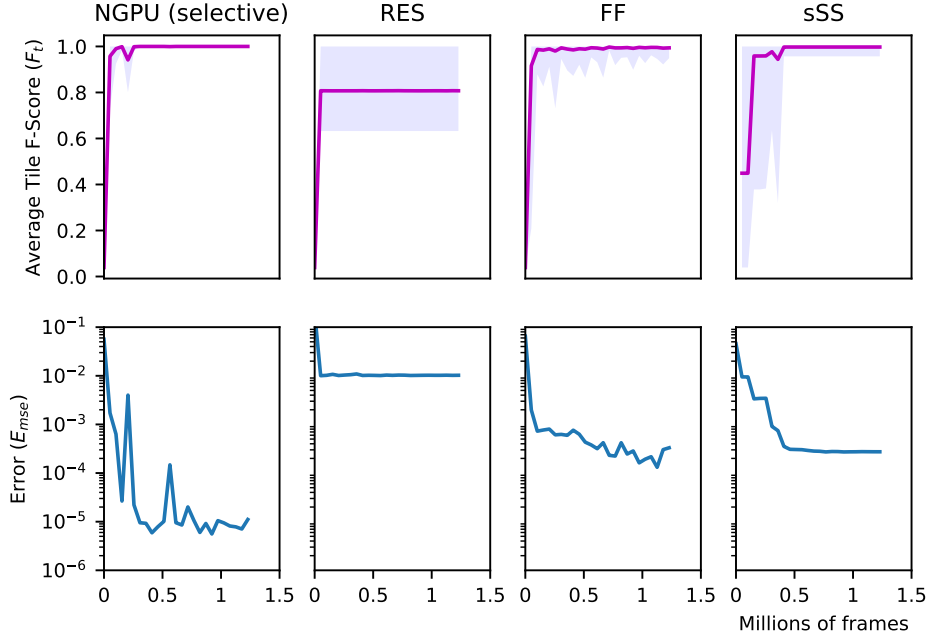 NGPU (selective) RES FF sSS
Average Tile F-Score (Ft)
1.0
0.8
0.6
0.4
0.2
0.0
Error (Emse)
10−1
10−2
10−3
10−4
10−5
10−6
0 0.5 1 1.5 0 0.5 1 1.5 0 0.5 1 1.5 0 0.5 1 1.5
Millions of frames